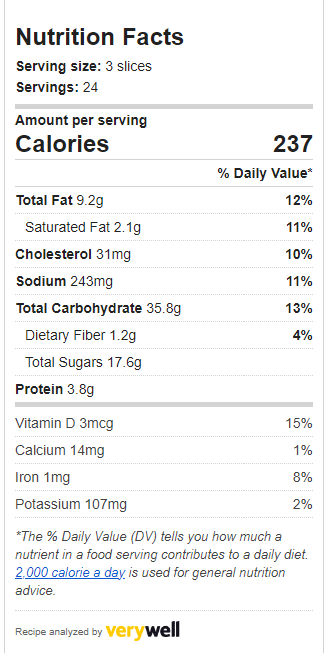 Nutrition Facts
Serving size: 3 slices
Servings: 24
Amount per serving
Calories 237
% Daily Value*
Total Fat 9.2g 12%
Saturated Fat 2.1g 11%
Cholesterol 31mg 10%
Sodium 243mg 11%
Total Carbohydrate 35.8g 13%
Dietary Fiber 1.2g 4%
Total Sugars 17.6g
Protein 3.8g
Vitamin D 3mcg 15%
Calcium 14mg 1%
Iron 1mg 8%
Potassium 107mg 2%
*The % Daily Value (DV) tells you how much a
nutrient in a food serving contributes to a daily diet.
2,000 calorie a day is used for general nutrition
advice.
Recipe analyzed by verywell